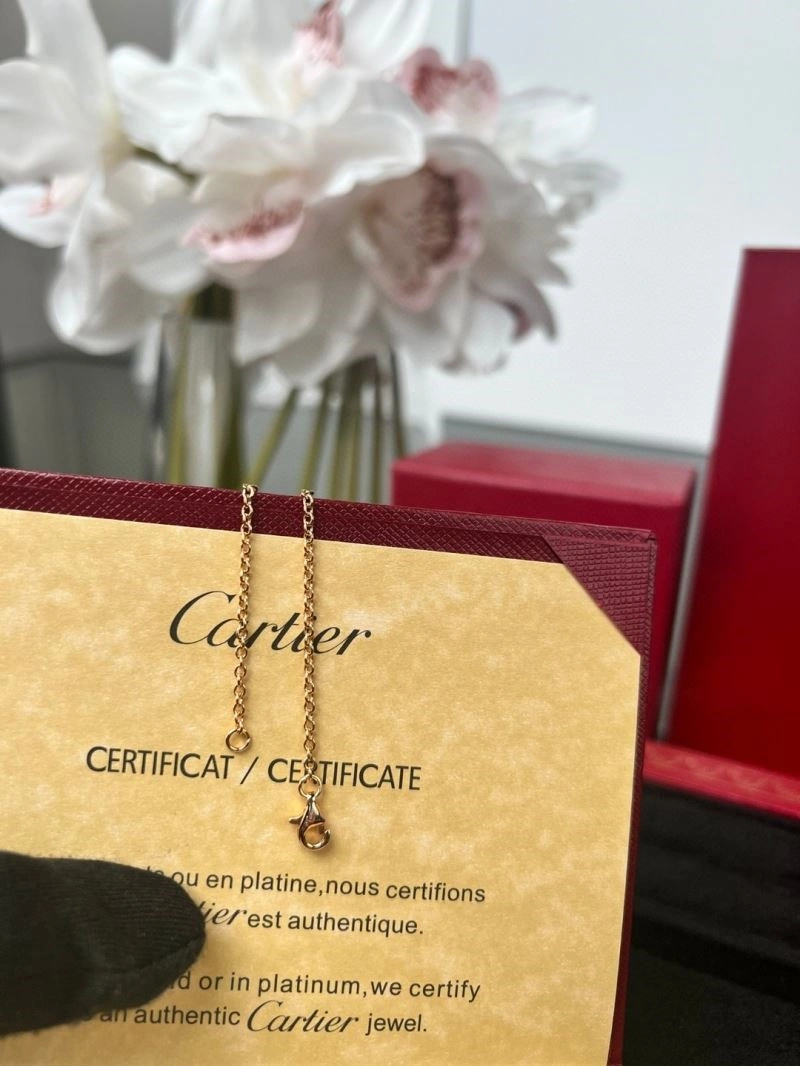 Cartier
CERTIFICAT / CERTIFICATE
ou en platine,nous certifions
est authentique.
or in platinum,we certify
an authentic Cartier jewel.